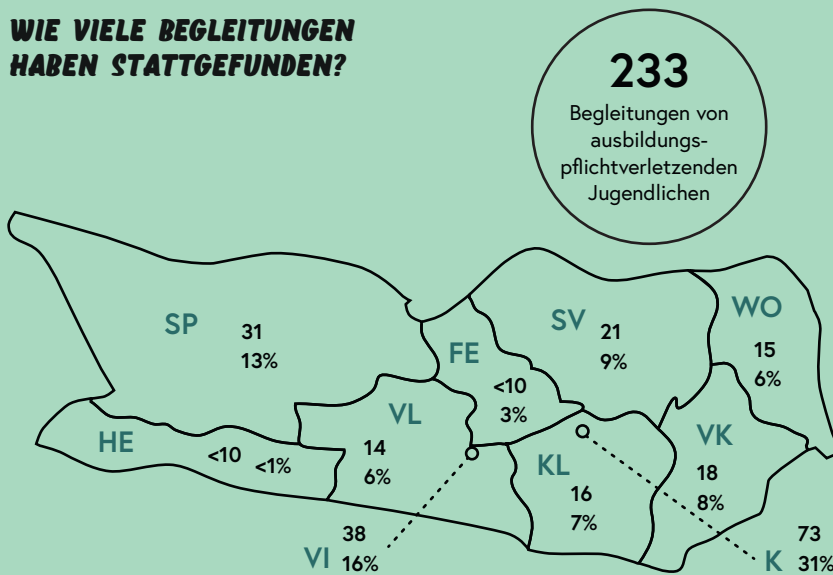 WIE VIELE BEGLEITUNGEN
HABEN STATTGEFUNDEN?
233
Begleitungen von
ausbildungs-
pflichtverletzenden
Jugendlichen
SP
31
13%
HE
<10 <1%
VL
14
6%
FE
<10
3%
SV
21
9%
WO
15
6%
VK
18
8%
KL
16
7%
VI
38
16%
K
73
31%